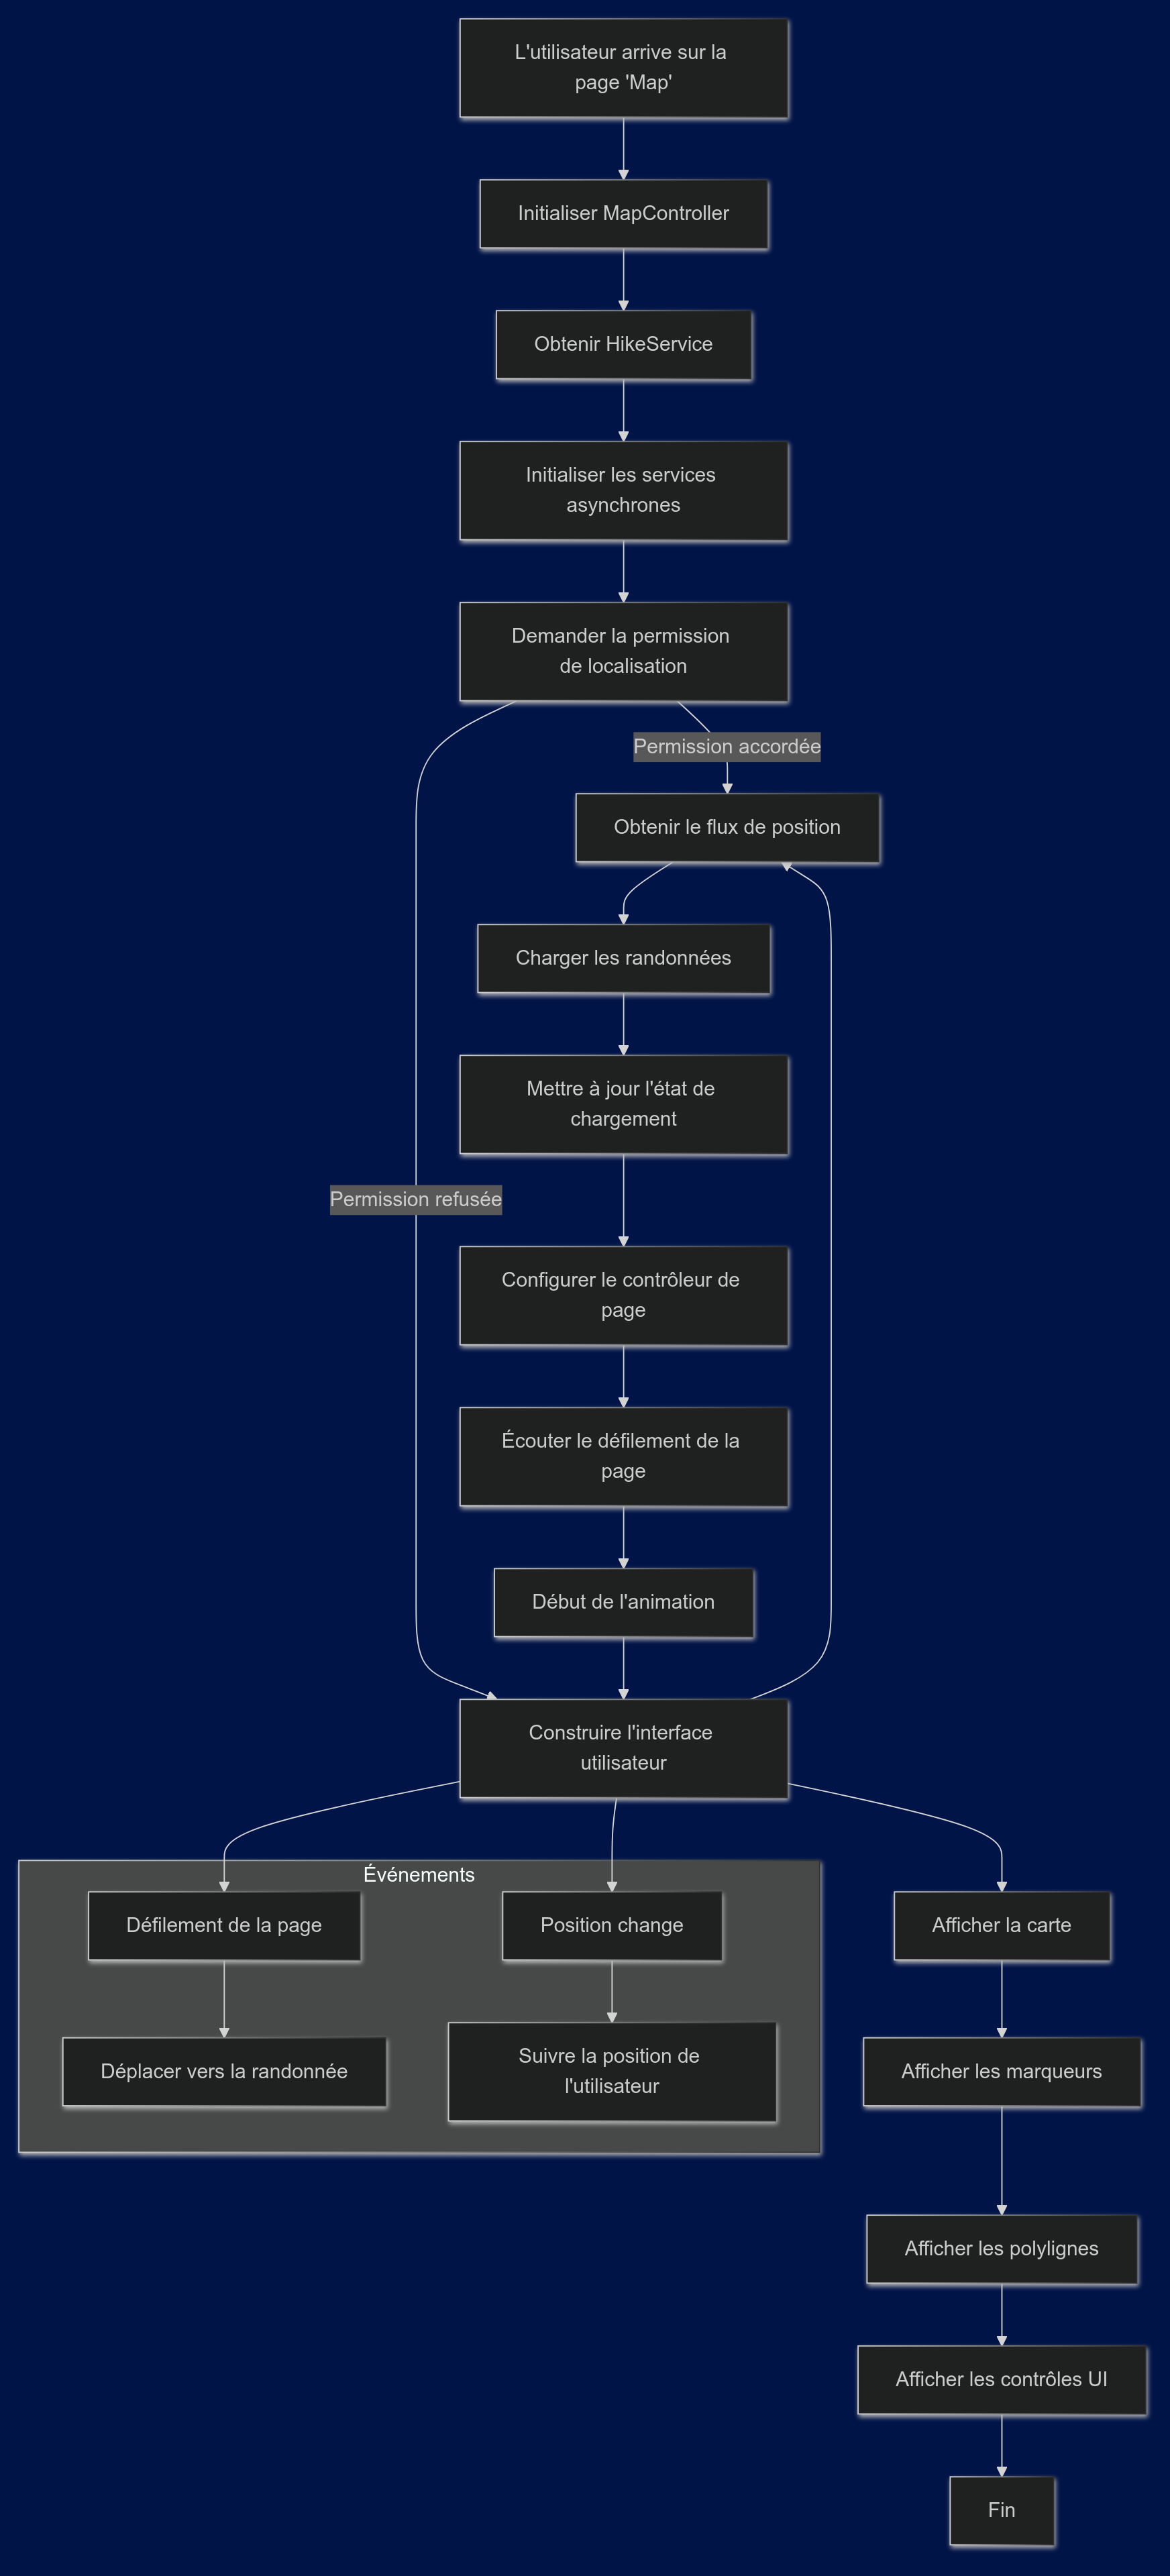 L'utilisateur arrive sur la
page 'Map'
Initialiser MapController
Obtenir HikeService
Initialiser les services
asynchrones
Demander la permission
de localisation
Permission accordée
Obtenir le flux de position
Charger les randonnées
Mettre à jour l'état de
chargement
Permission refusée
Configurer le contrôleur de
page
Écouter le défilement de la
page
Début de l'animation
Construire l'interface
utilisateur
Événements
Défilement de la page
Position change
Afficher la carte
Déplacer vers la randonnée
Suivre la position de
l'utilisateur
Afficher les marqueurs
Afficher les polylignes
Afficher les contrôles UI
Fin